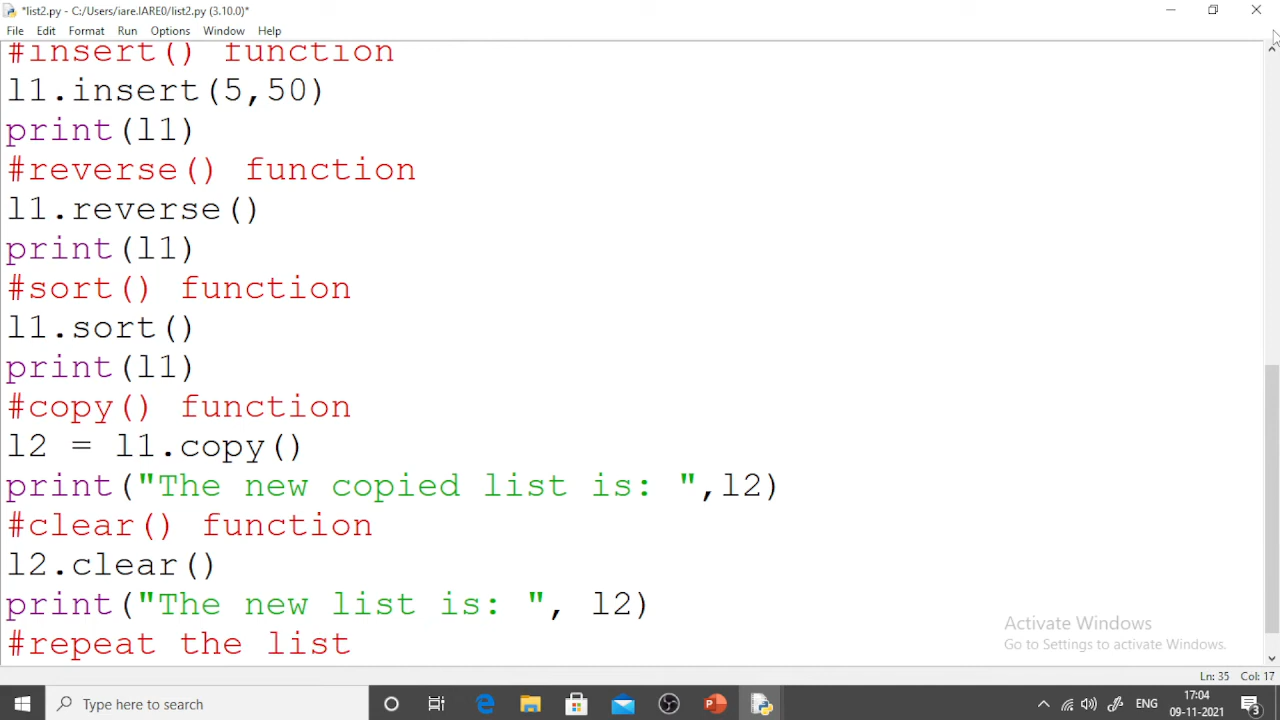 *list2.py - C:/Users/iare.IARE0/list2.py (3.10.0)*
File Edit Format Run Options Window Help
#insert() function
l1.insert(5,50)
print(l1)
#reverse() function
l1.reverse()
print(l1)
#sort() function
l1.sort()
print(l1)
#copy() function
l2 = l1.copy()
print("The new copied list is: ",l2)
#clear() function
l2.clear()
print("The new list is: ", l2)
#repeat the list
Activate Windows
Go to Settings to activate Windows.
Ln: 35 Col: 17
Type here to search
ENG
17:04
09-11-2021
3